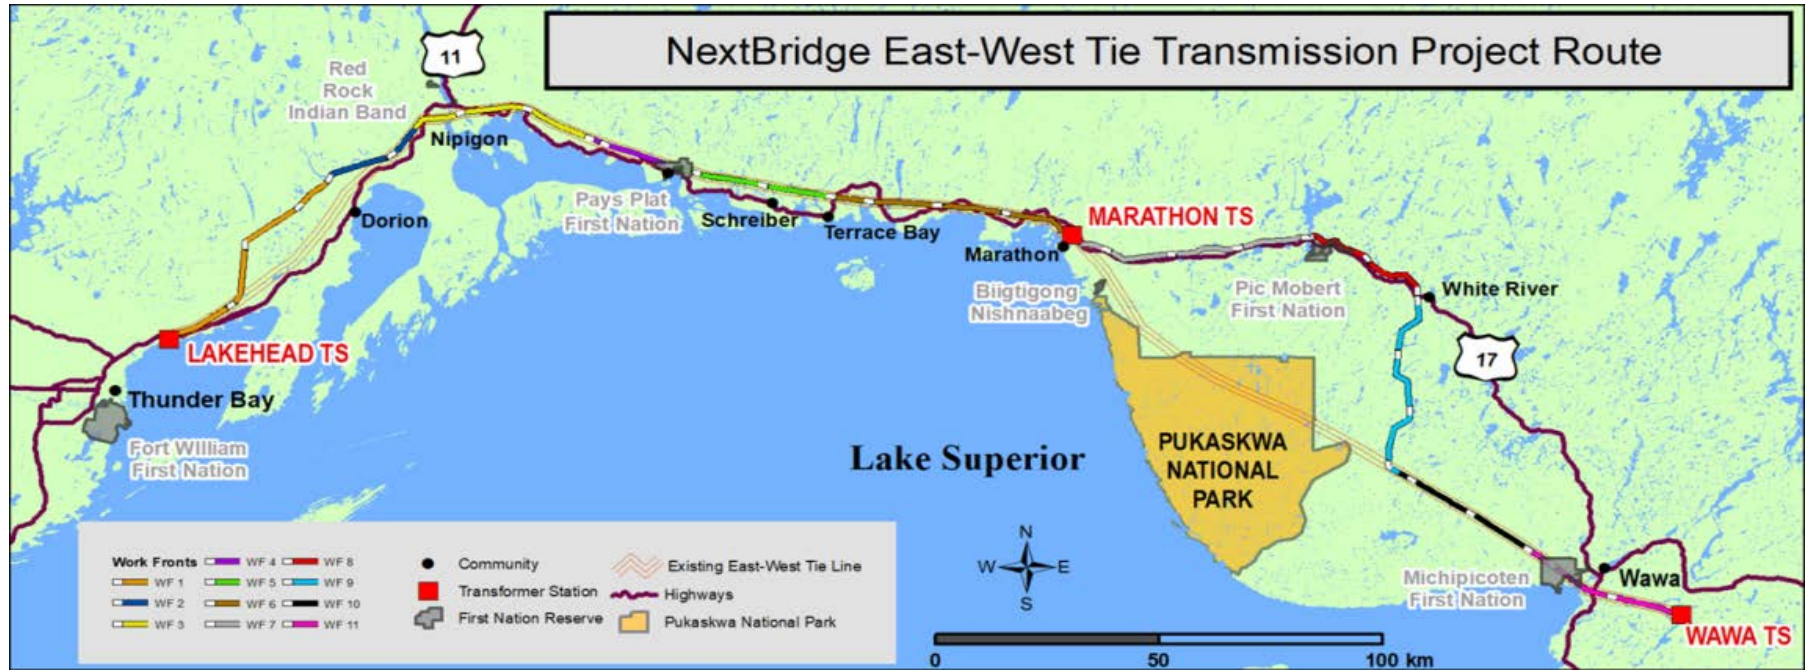 NextBridge East-West Tie Transmission Project Route
11
Red
Rock
Indian Band
Nipigon
Dorion
Pays Plat
First Nation
Schreiber
Terrace Bay
MARATHON TS
Marathon
Biigtigong
Nishnaabeg
Pic Mobert
First Nation
White River
17
LAKEHEAD TS
Thunder Bay
Fort William
First Nation
Lake Superior
PUKASKWA
NATIONAL
PARK
Michipicoten
First Nation
Wawa
WAWA TS
N
W E
S
Work Fronts
WF 1
WF 2
WF 3
WF 4
WF 5
WF 6
WF 7
WF 8
WF 9
WF 10
WF 11
Community
Transformer Station
First Nation Reserve
Existing East-West Tie Line
Highways
Pukaskwa National Park
0 50 100 km